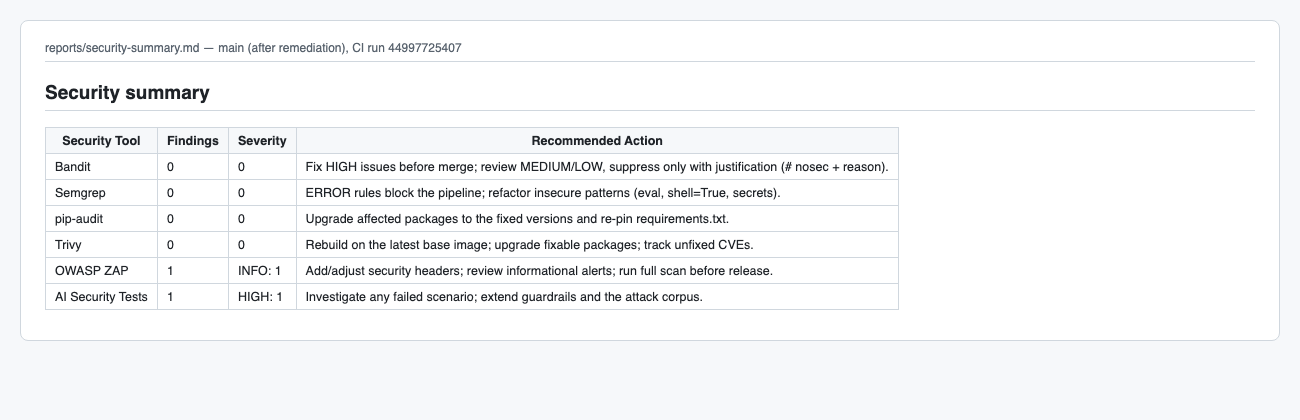 reports/security-summary.md — main (after remediation), CI run 44997725407
Security summary
Security Tool Findings Severity Recommended Action
Bandit 0 0 Fix HIGH issues before merge; review MEDIUM/LOW, suppress only with justification (# nosec + reason).
Semgrep 0 0 ERROR rules block the pipeline; refactor insecure patterns (eval, shell=True, secrets).
pip-audit 0 0 Upgrade affected packages to the fixed versions and re-pin requirements.txt.
Trivy 0 0 Rebuild on the latest base image; upgrade fixable packages; track unfixed CVEs.
OWASP ZAP 1 INFO: 1 Add/adjust security headers; review informational alerts; run full scan before release.
AI Security Tests 1 HIGH: 1 Investigate any failed scenario; extend guardrails and the attack corpus.